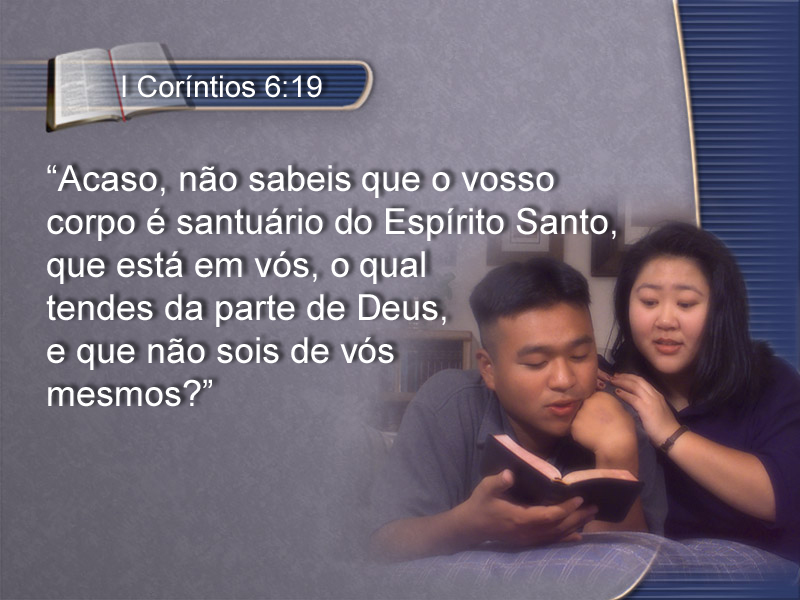 I Coríntios 6:19
“Acaso, não sabeis que o vosso
corpo é santuário do Espírito Santo,
que está em vós, o qual
tendes da parte de Deus,
e que não sois de vós
mesmos?”